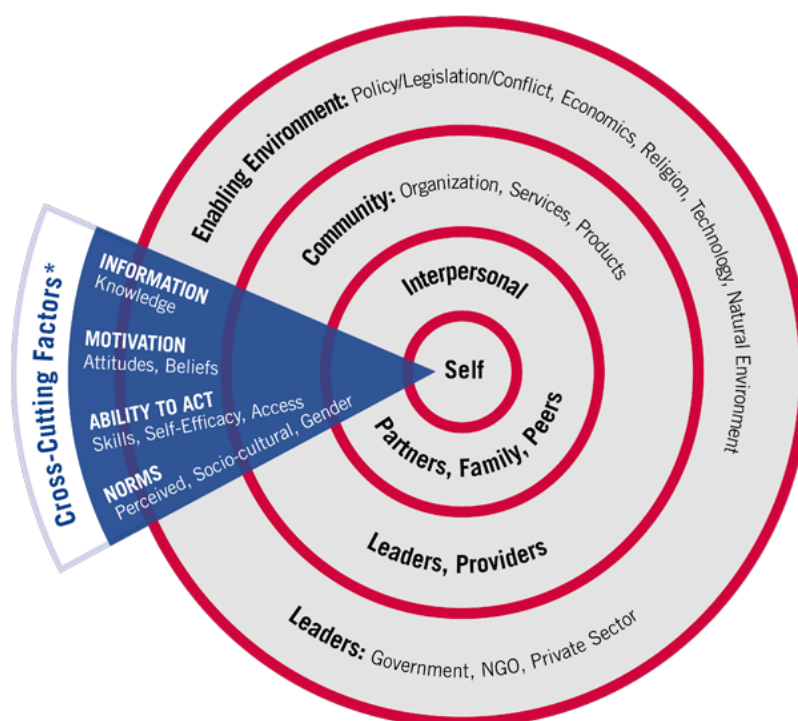 Enabling Environment: Policy/Legislation/Conflict, Economics, Religion, Technology, Natural Environment
Community: Organization, Services, Products
Interpersonal
Self
Partners, Family, Peers
Leaders, Providers
Leaders: Government, NGO, Private Sector
Cross-Cutting Factors*
INFORMATION
Knowledge
MOTIVATION
Attitudes, Beliefs
ABILITY TO ACT
Skills, Self-Efficacy, Access
NORMS
Perceived, Socio-cultural, Gender